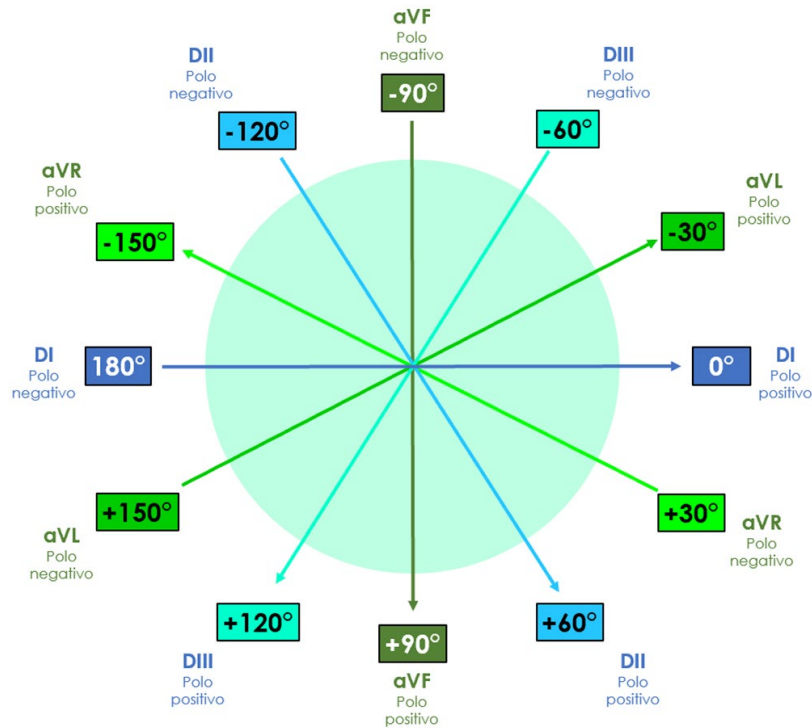 aVF
Polo
negativo
-90°
DII
Polo
negativo
-120°
DIII
Polo
negativo
-60°
aVR
Polo
positivo
-150°
aVL
Polo
positivo
-30°
DI
Polo
negativo
180°
0°
DI
Polo
positivo
+150°
aVL
Polo
negativo
+30°
aVR
Polo
negativo
+120°
DIII
Polo
positivo
+90°
aVF
Polo
positivo
+60°
DII
Polo
positivo